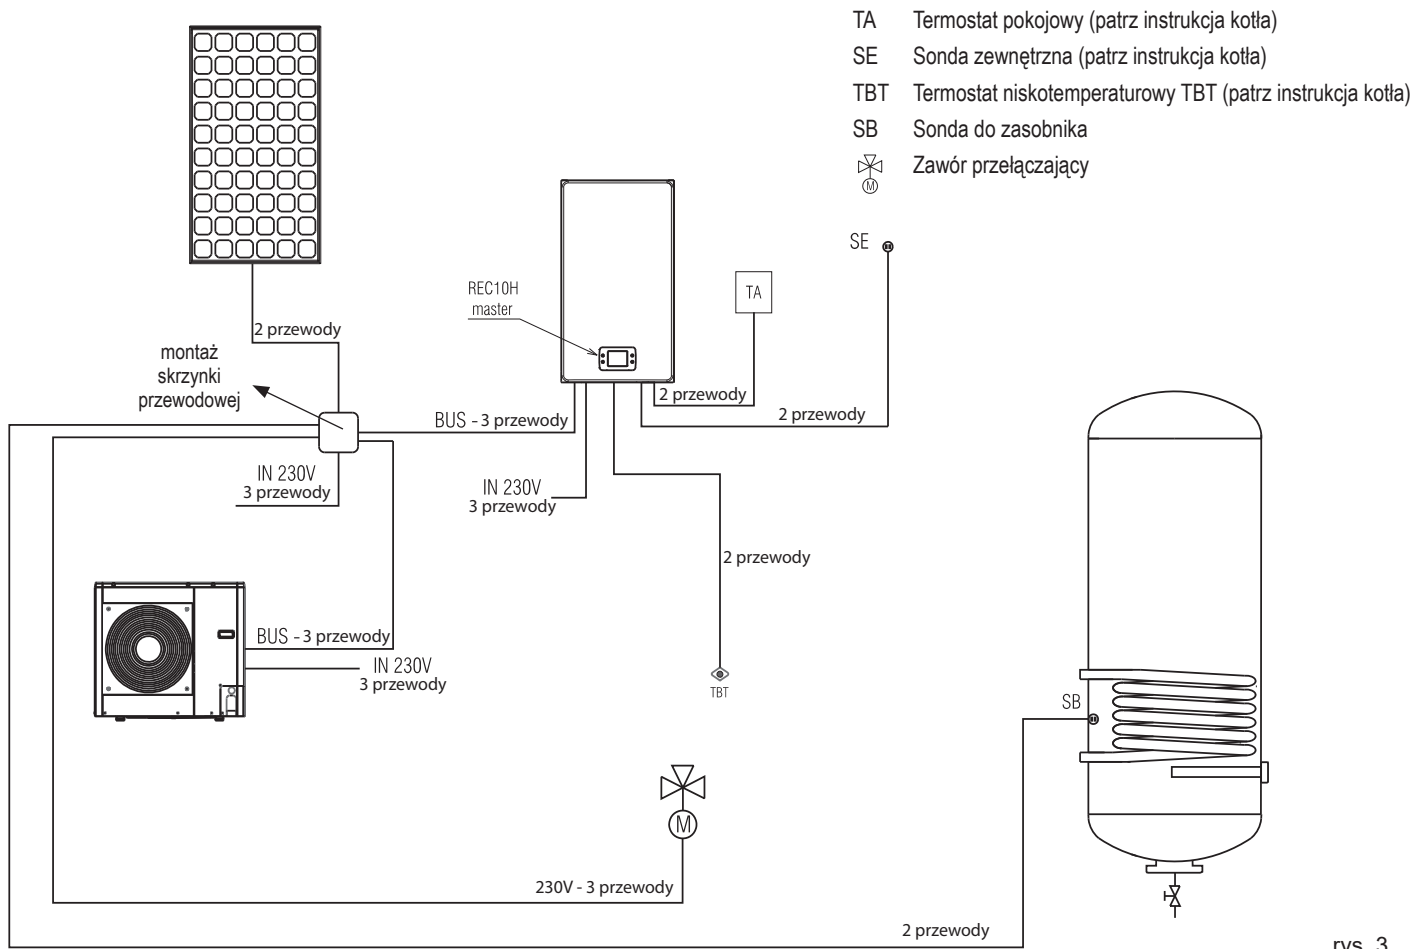 TA Termostat pokojowy (patrz instrukcja kotła)
SE Sonda zewnętrzna (patrz instrukcja kotła)
TBT Termostat niskotemperaturowy TBT (patrz instrukcja kotła)
SB Sonda do zasobnika
M Zawór przełączający
SE
REC10H
master
TA
2 przewody
montaż
skrzynki
przewodowej
2 przewody
2 przewody
BUS - 3 przewody
IN 230V
3 przewody
IN 230V
3 przewody
2 przewody
BUS - 3 przewody
IN 230V
3 przewody
TBT
SB
M
230V - 3 przewody
2 przewody
rys. 3